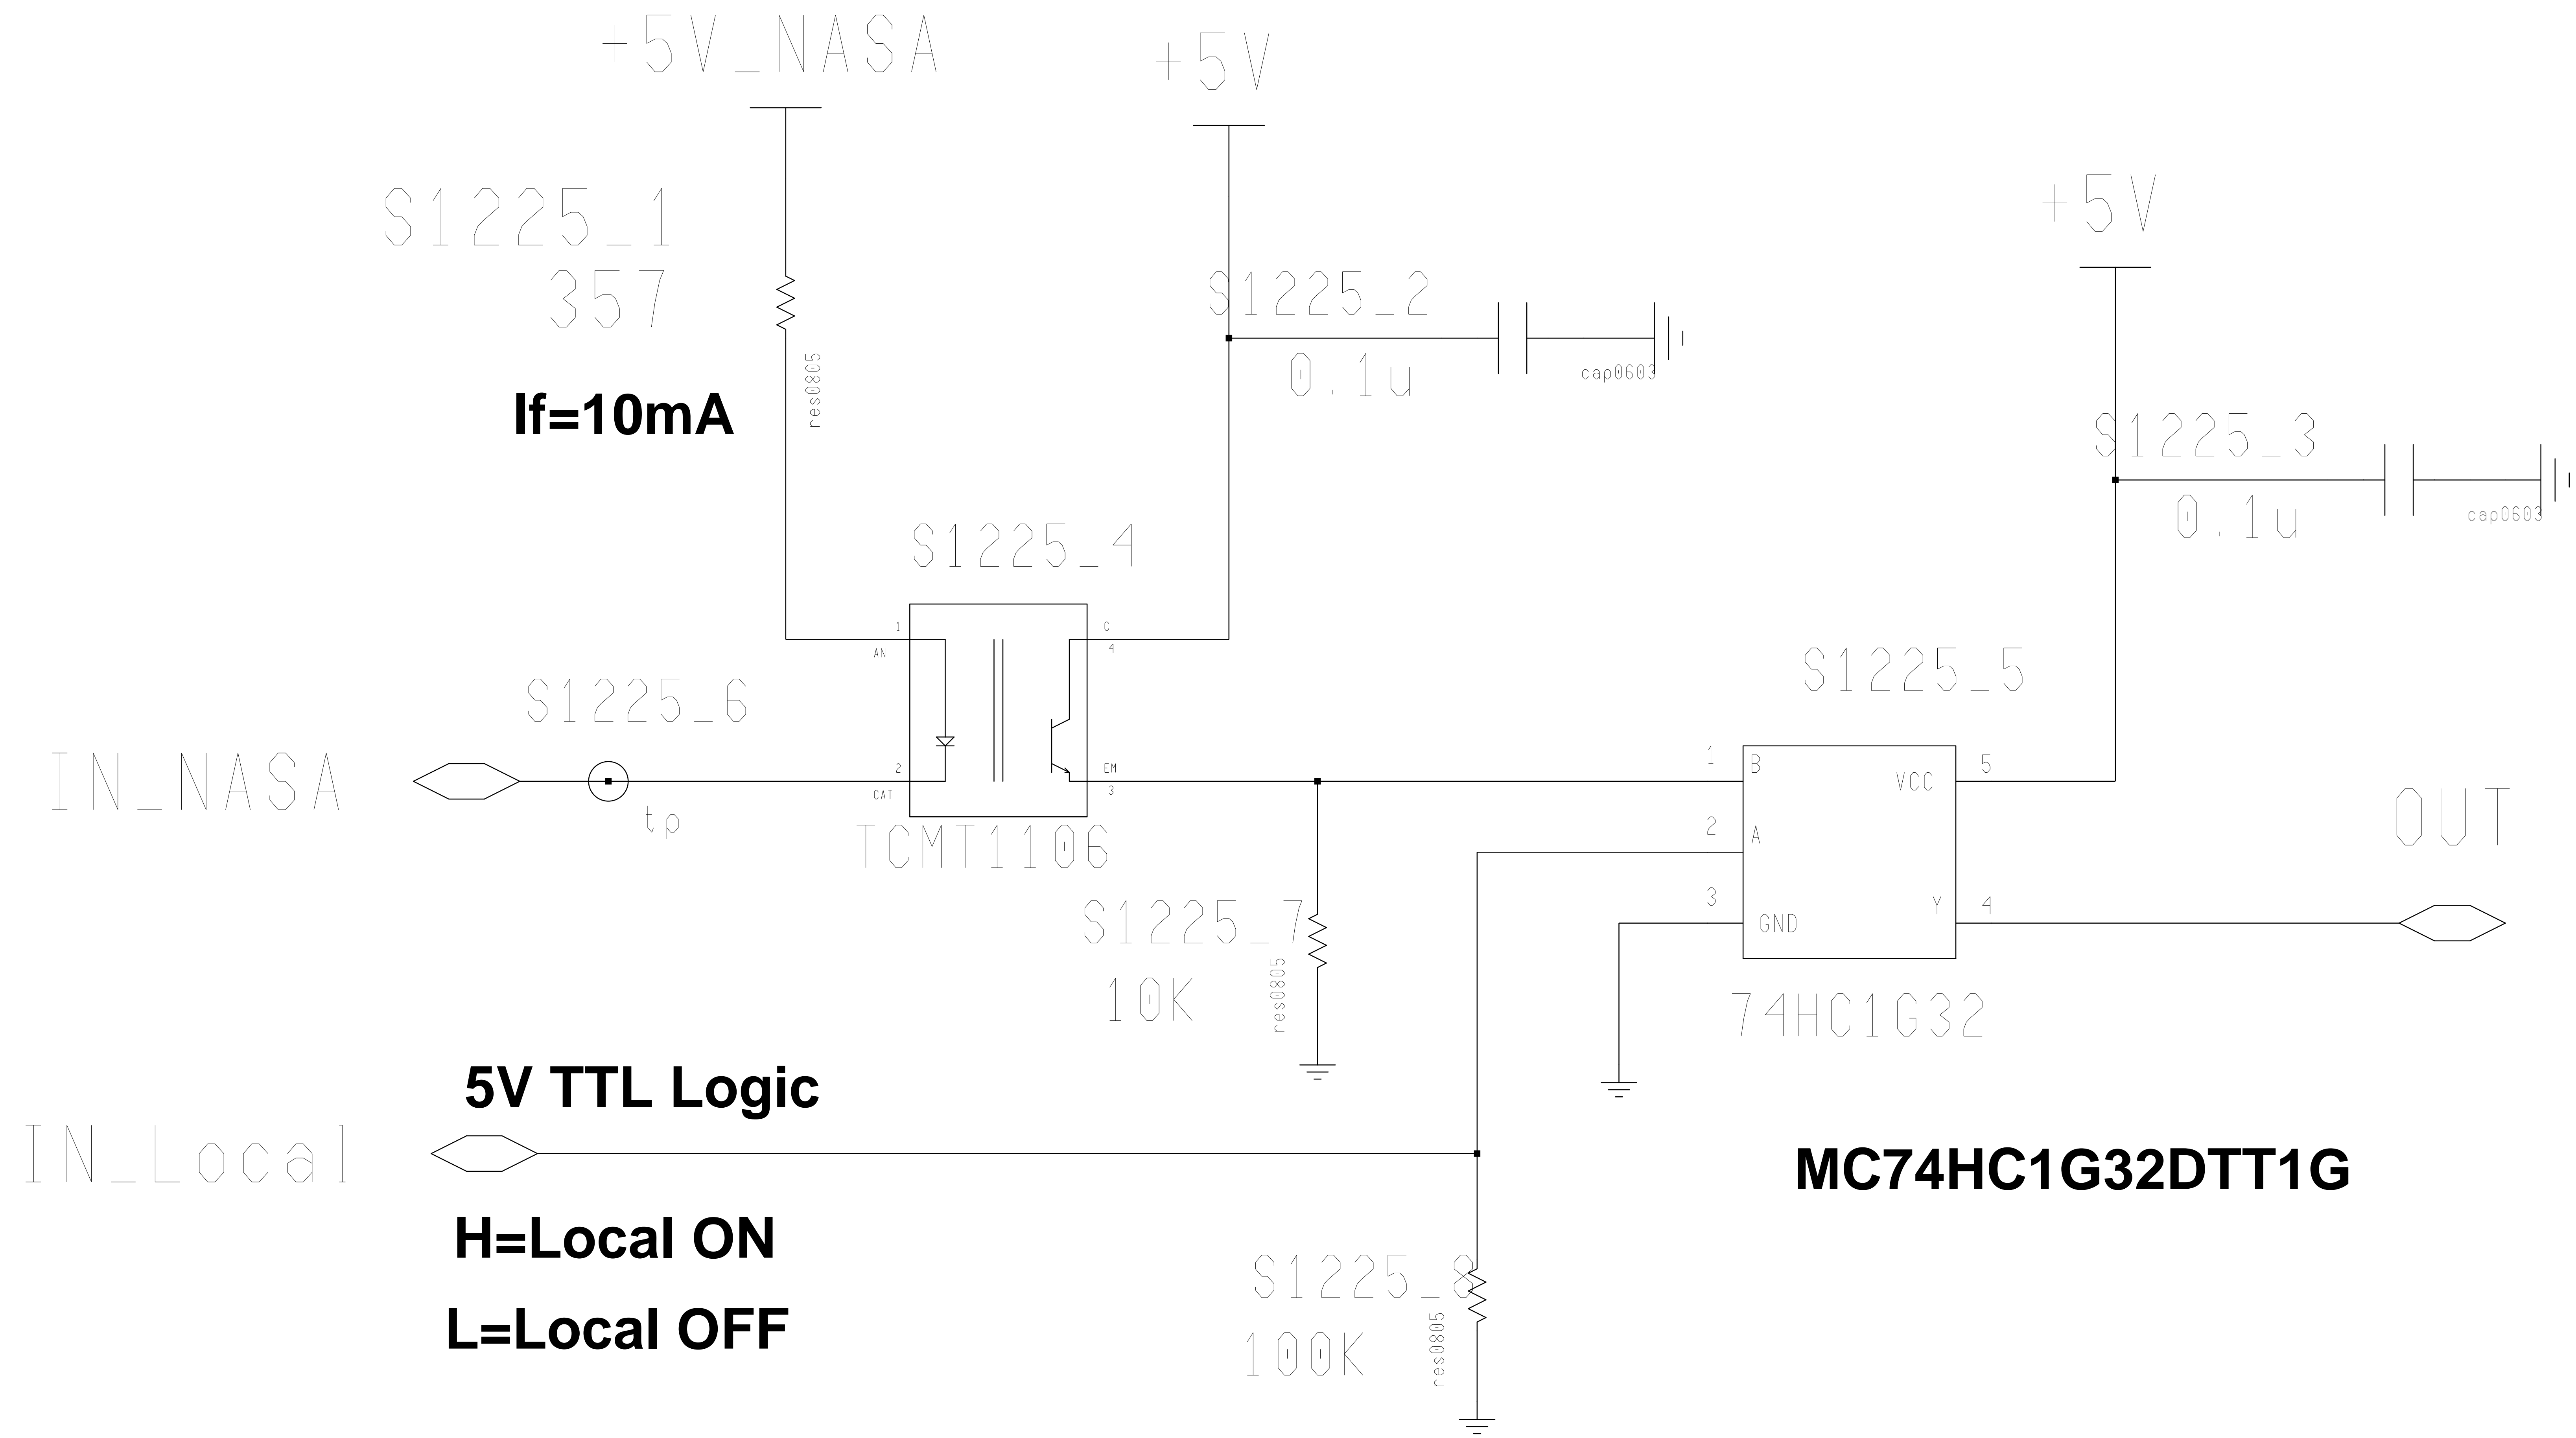 +5V_NASA
+5V
+5V
S1225_1
357
res0805
If=10mA
S1225_2
0.1u
cap0603
S1225_3
0.1u
cap0603
S1225_4
1
AN
C
4
2
CAT
EM
3
TCMT1106
S1225_6
IN_NASA
tp
S1225_5
1
B
VCC
5
2
A
3
GND
Y
4
OUT
74HC1G32
S1225_7
10K
res0805
5V TTL Logic
IN_Local
H=Local ON
L=Local OFF
MC74HC1G32DTT1G
S1225_8
100K
res0805